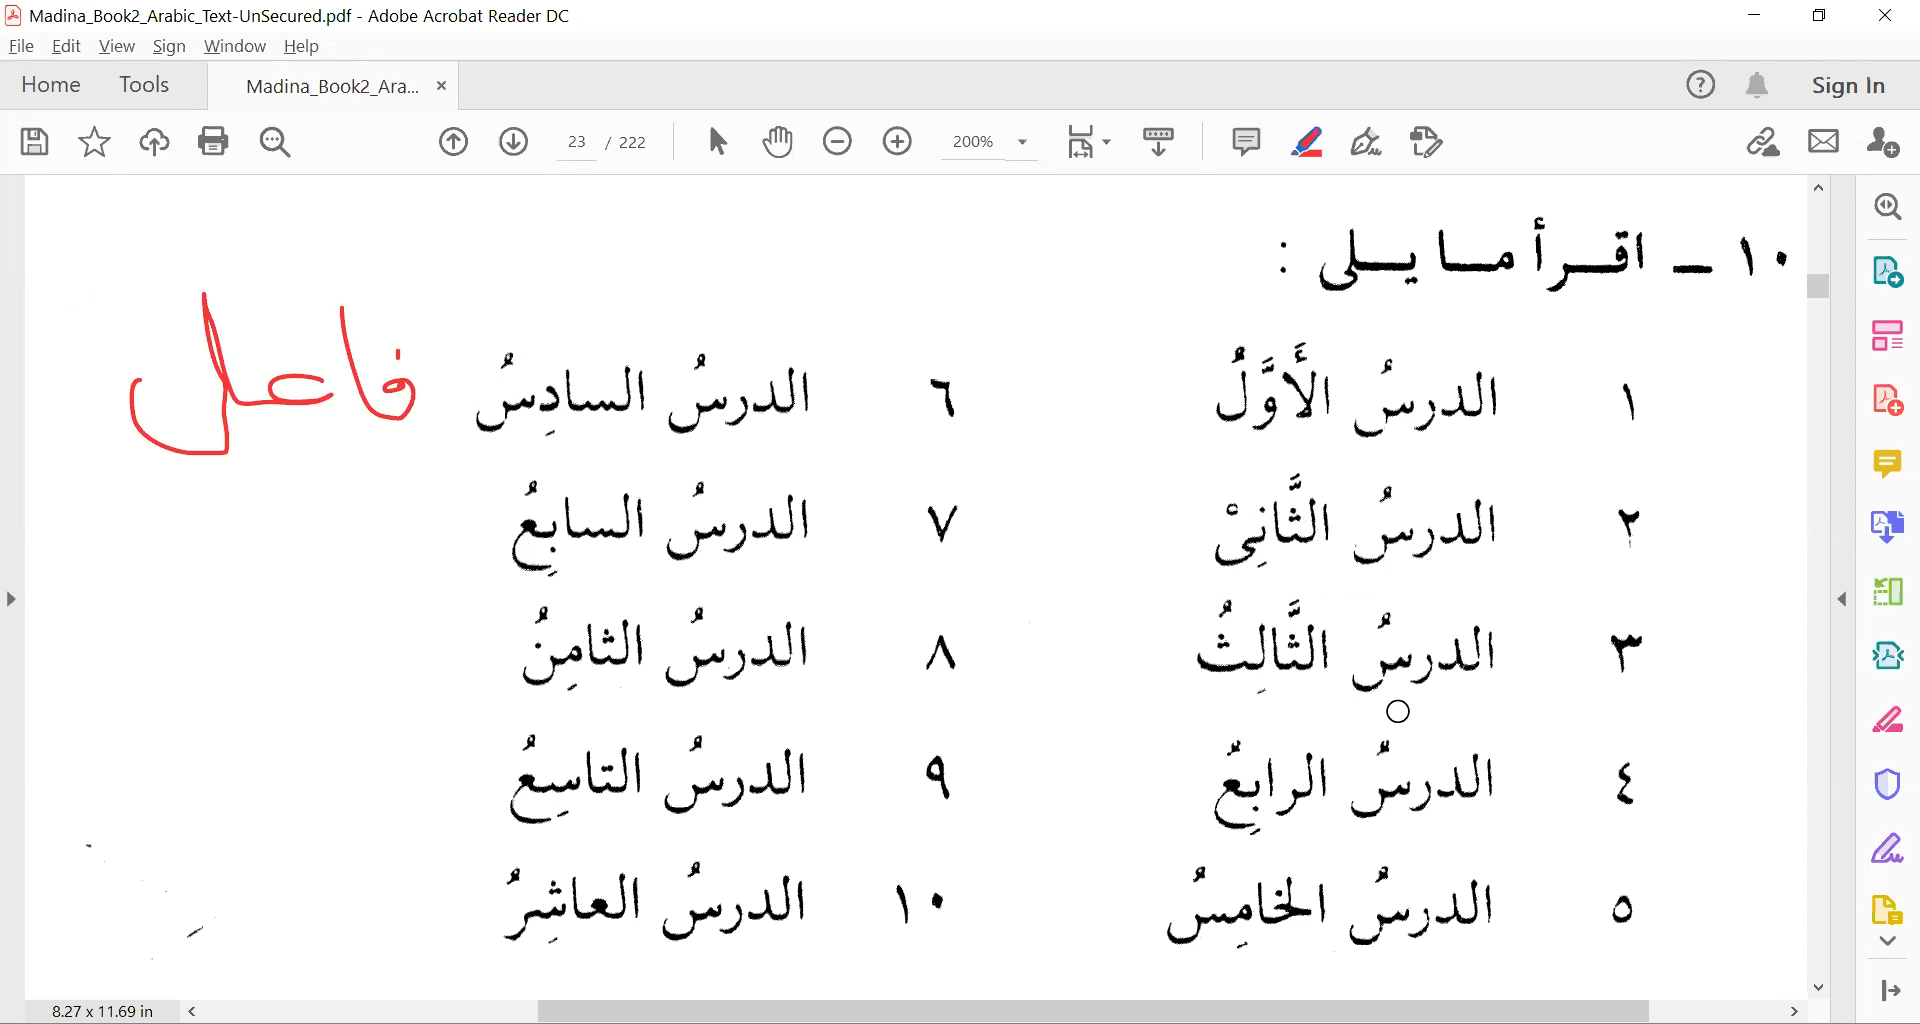 Madina_Book2_Arabic_Text-UnSecured.pdf - Adobe Acrobat Reader DC
File Edit View Sign Window Help
Home Tools Madina_Book2_Ara... × Sign In
23 / 222 200%
١٠ – اقرأ ما يلى :
١ الدرسُ الأَوَّلُ
٢ الدرسُ الثَّانِىْ
٣ الدرسُ الثَّالِثُ
٤ الدرسُ الرابِعُ
٥ الدرسُ الخامِسُ
٦ الدرسُ السادِسُ
٧ الدرسُ السابِعُ
٨ الدرسُ الثامِنُ
٩ الدرسُ التاسِعُ
١٠ الدرسُ العاشِرُ
فاعل
8.27 x 11.69 in